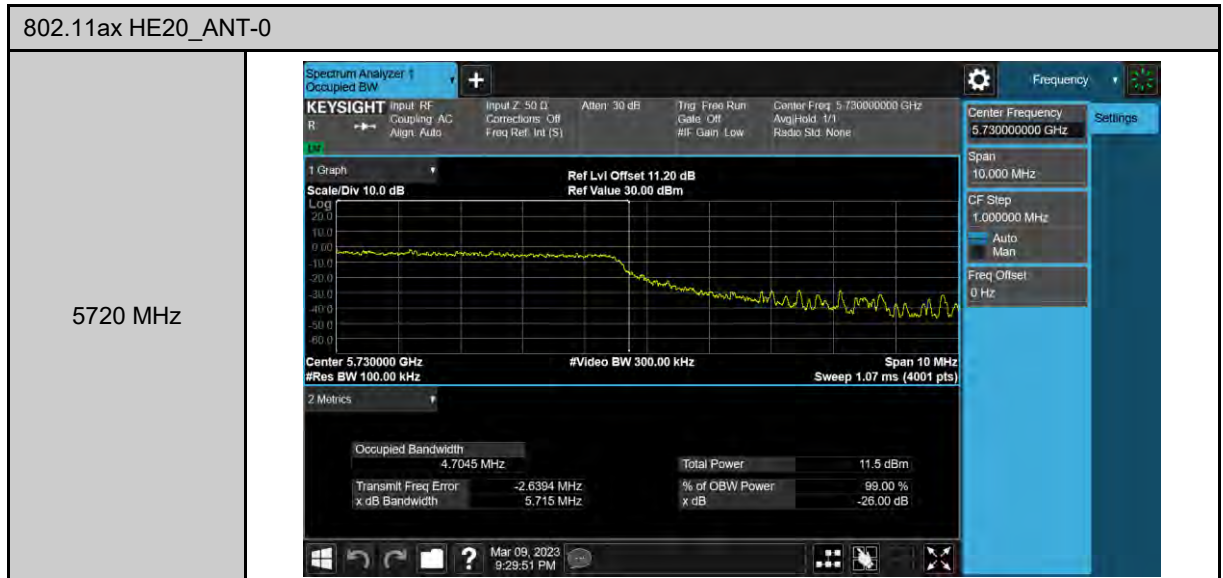 802.11ax HE20_ANT-0
5720 MHz
Spectrum Analyzer 1
Occupied BW
KEYSIGHT Input: RF
R
Coupling: AC
Align: Auto
Input Z: 50 Ω
Corrections: Off
Freq Ref: Int (S)
Atten: 30 dB
Trig: Free Run
Gate: Off
#IF Gain: Low
Center Freq: 5.730000000 GHz
Avg|Hold: 1/1
Radio Std: None
1 Graph
Scale/Div 10.0 dB
Ref Lvl Offset 11.20 dB
Ref Value 30.00 dBm
Log
20.0
10.0
0.00
-10.0
-20.0
-30.0
-40.0
-50.0
-60.0
Center 5.730000 GHz
#Video BW 300.00 kHz
Span 10 MHz
#Res BW 100.00 kHz
Sweep 1.07 ms (4001 pts)
2 Metrics
Occupied Bandwidth
4.7045 MHz
Total Power 11.5 dBm
Transmit Freq Error -2.6394 MHz
% of OBW Power 99.00 %
x dB Bandwidth 5.715 MHz
x dB -26.00 dB
Mar 09, 2023
9:29:51 PM
Frequency
Settings
Center Frequency
5.730000000 GHz
Span
10.000 MHz
CF Step
1.000000 MHz
Auto
Man
Freq Offset
0 Hz